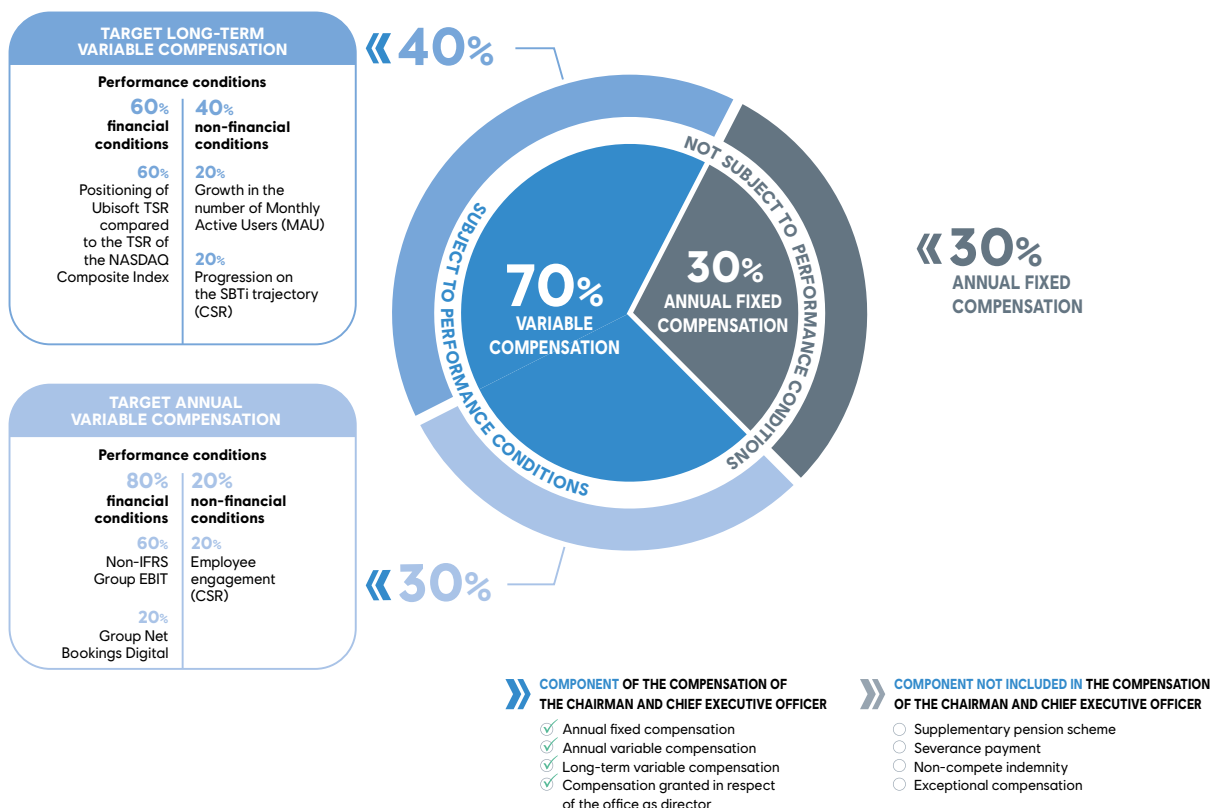 TARGET LONG-TERM
VARIABLE COMPENSATION
Performance conditions
60%
financial
conditions
60%
Positioning of
Ubisoft TSR
compared
to the TSR of
the NASDAQ
Composite Index
40%
non-financial
conditions
20%
Growth in the
number of Monthly
Active Users (MAU)
20%
Progression on
the SBTi trajectory
(CSR)
40%
TARGET ANNUAL
VARIABLE COMPENSATION
Performance conditions
80%
financial
conditions
60%
Non-IFRS
Group EBIT
20%
Group Net
Bookings Digital
20%
non-financial
conditions
20%
Employee
engagement
(CSR)
30%
SUBJECT TO PERFORMANCE CONDITIONS
70%
VARIABLE
COMPENSATION
NOT SUBJECT TO PERFORMANCE CONDITIONS
30%
ANNUAL FIXED
COMPENSATION
30%
ANNUAL FIXED
COMPENSATION
COMPONENT OF THE COMPENSATION OF
THE CHAIRMAN AND CHIEF EXECUTIVE OFFICER
Annual fixed compensation
Annual variable compensation
Long-term variable compensation
Compensation granted in respect
of the office as director
COMPONENT NOT INCLUDED IN THE COMPENSATION
OF THE CHAIRMAN AND CHIEF EXECUTIVE OFFICER
Supplementary pension scheme
Severance payment
Non-compete indemnity
Exceptional compensation